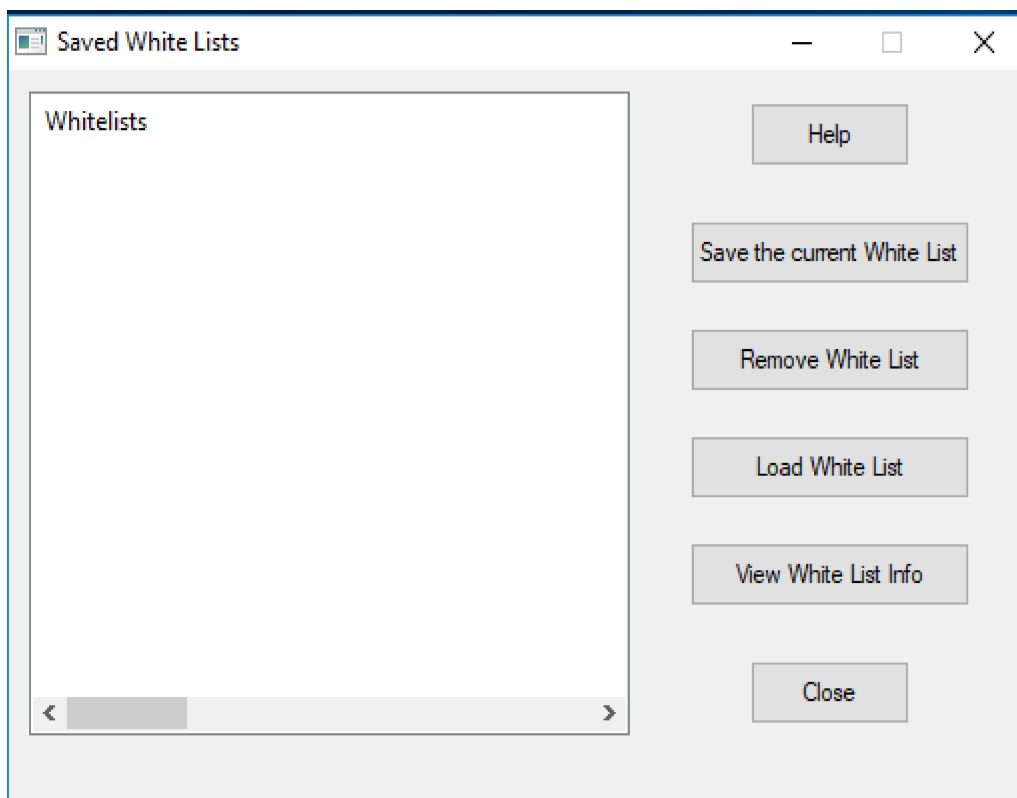 Saved White Lists
Whitelists
Help
Save the current White List
Remove White List
Load White List
View White List Info
Close